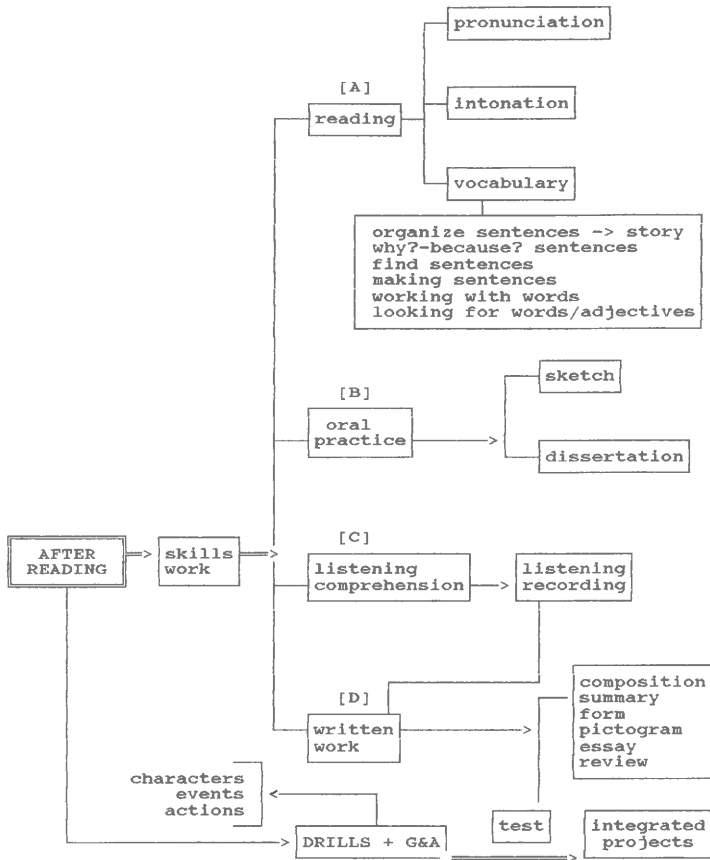 pronunciation
[A]
reading
intonation
vocabulary
organize sentences -> story
why?-because? sentences
find sentences
making sentences
working with words
looking for words/adjectives
sketch
[B]
oral
practice
dissertation
AFTER
READING
skills
work
[C]
listening
comprehension
listening
recording
[D]
written
work
composition
summary
form
pictogram
essay
review
characters
events
actions
DRILLS + G&A
test
integrated
projects